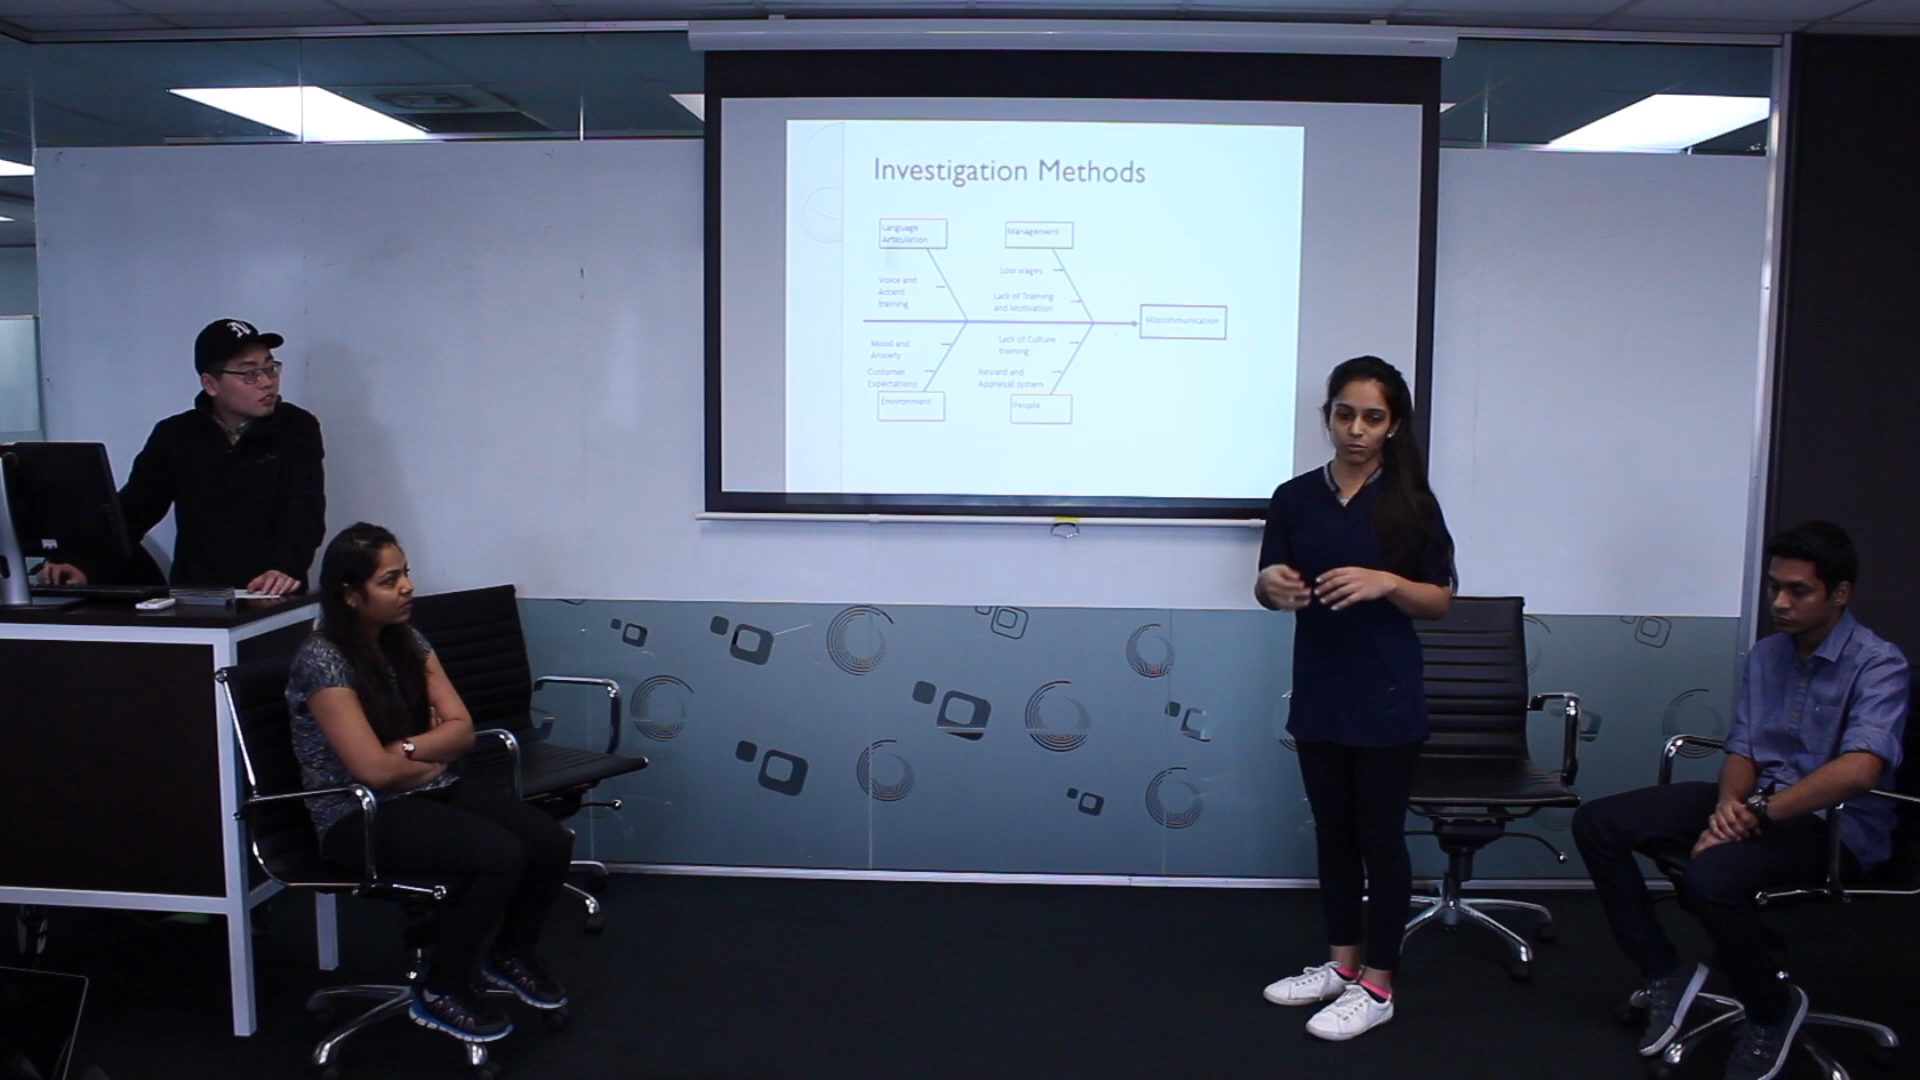 Investigation Methods
Language
Articulation
Management
Low wages
Voice and
Accent
training
Lack of Training
and Motivation
Miscommunication
Mood and
Anxiety
Lack of Culture
training
Customer
Expectations
Reward and
Appraisal system
Environment
People